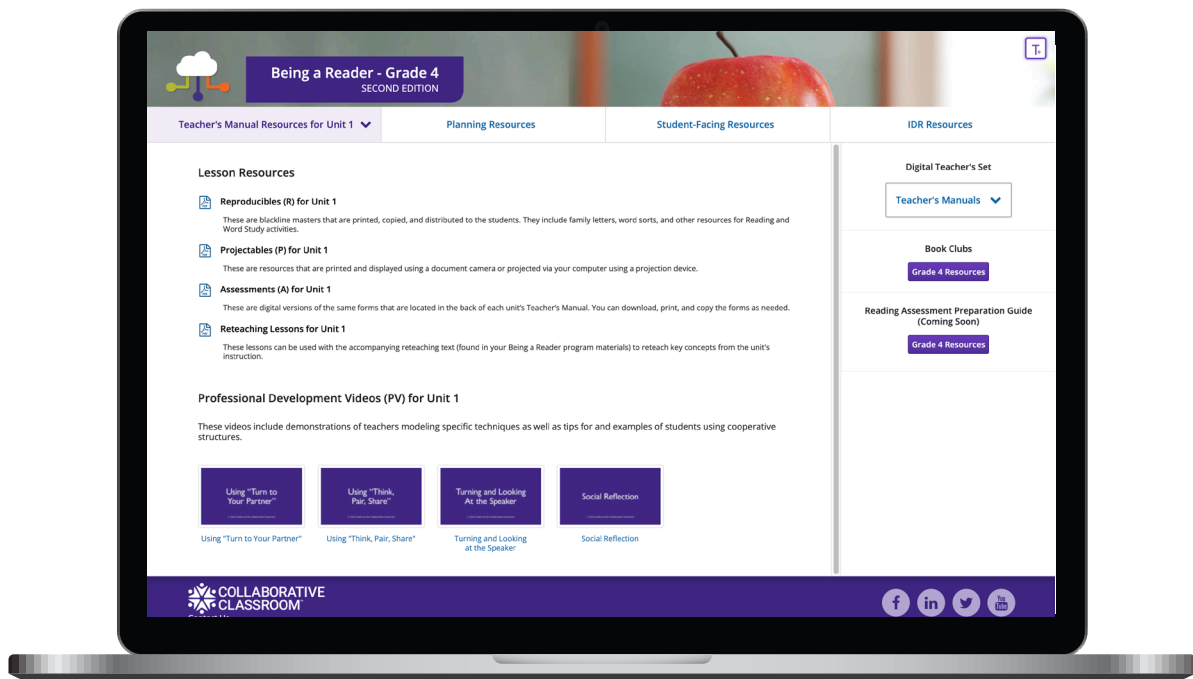 Being a Reader - Grade 4
SECOND EDITION
Teacher's Manual Resources for Unit 1
Planning Resources
Student-Facing Resources
IDR Resources
Lesson Resources
Reproducibles (R) for Unit 1
These are blackline masters that are printed, copied, and distributed to the students. They include family letters, word sorts, and other resources for Reading and
Word Study activities.
Projectables (P) for Unit 1
These are resources that are printed and displayed using a document camera or projected via your computer using a projection device.
Assessments (A) for Unit 1
These are digital versions of the same forms that are located in the back of each unit's Teacher's Manual. You can download, print, and copy the forms as needed.
Reteaching Lessons for Unit 1
These lessons can be used with the accompanying reteaching text (found in your Being a Reader program materials) to reteach key concepts from the unit's
instruction.
Professional Development Videos (PV) for Unit 1
These videos include demonstrations of teachers modeling specific techniques as well as tips for and examples of students using cooperative
structures.
Using "Turn to
Your Partner"
Using "Think,
Pair, Share"
Turning and Looking
At the Speaker
Social Reflection
Using "Turn to Your Partner"
Using "Think, Pair, Share"
Turning and Looking
at the Speaker
Social Reflection
Digital Teacher's Set
Teacher's Manuals
Book Clubs
Grade 4 Resources
Reading Assessment Preparation Guide
(Coming Soon)
Grade 4 Resources
COLLABORATIVE
CLASSROOM
You
Tube